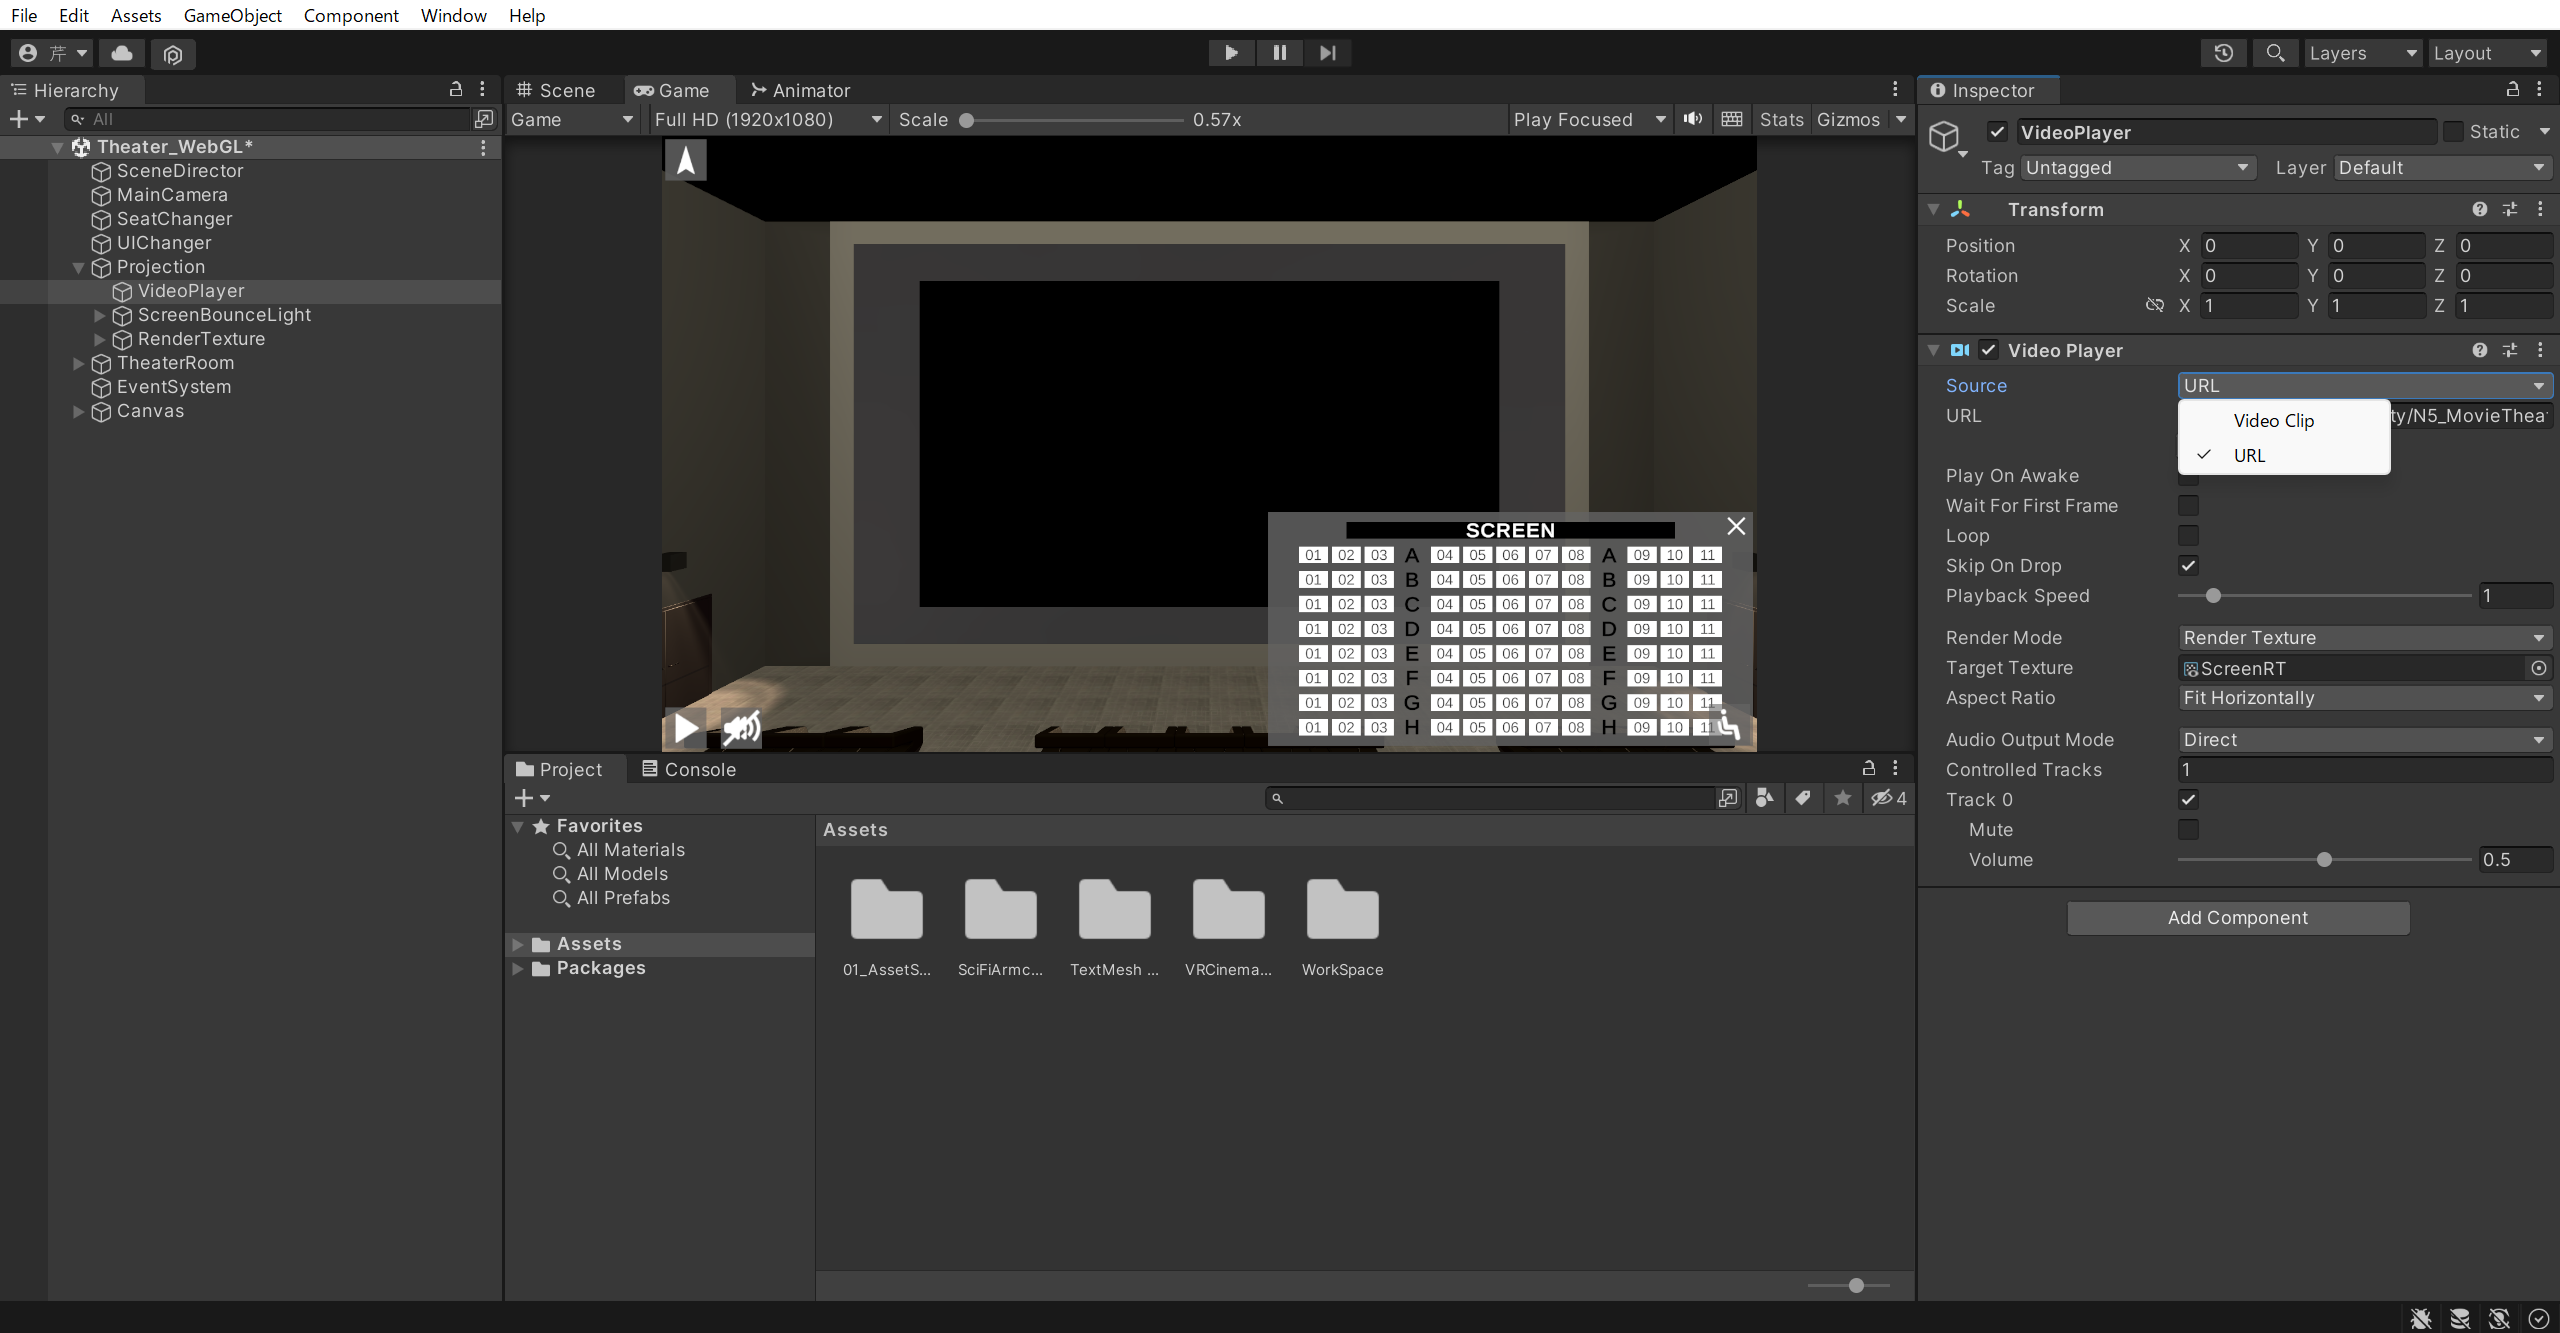 File Edit Assets GameObject Component Window Help
芹
Layers Layout
Hierarchy
All
Theater_WebGL*
SceneDirector
MainCamera
SeatChanger
UIChanger
Projection
VideoPlayer
ScreenBounceLight
RenderTexture
TheaterRoom
EventSystem
Canvas
Scene Game Animator
Game Full HD (1920x1080) Scale 0.57x Play Focused Stats Gizmos
SCREEN
01 02 03 A 04 05 06 07 08 A 09 10 11
01 02 03 B 04 05 06 07 08 B 09 10 11
01 02 03 C 04 05 06 07 08 C 09 10 11
01 02 03 D 04 05 06 07 08 D 09 10 11
01 02 03 E 04 05 06 07 08 E 09 10 11
01 02 03 F 04 05 06 07 08 F 09 10 11
01 02 03 G 04 05 06 07 08 G 09 10 11
01 02 03 H 04 05 06 07 08 H 09 10 11
Project Console
4
Favorites
All Materials
All Models
All Prefabs
Assets
Packages
Assets
01_AssetS... SciFiArmc... TextMesh ... VRCinema... WorkSpace
Inspector
VideoPlayer Static
Tag Untagged Layer Default
Transform
Position X 0 Y 0 Z 0
Rotation X 0 Y 0 Z 0
Scale X 1 Y 1 Z 1
Video Player
Source URL
URL ty/N5_MovieThea
Video Clip
URL
Play On Awake
Wait For First Frame
Loop
Skip On Drop
Playback Speed 1
Render Mode Render Texture
Target Texture ScreenRT
Aspect Ratio Fit Horizontally
Audio Output Mode Direct
Controlled Tracks 1
Track 0
Mute
Volume 0.5
Add Component